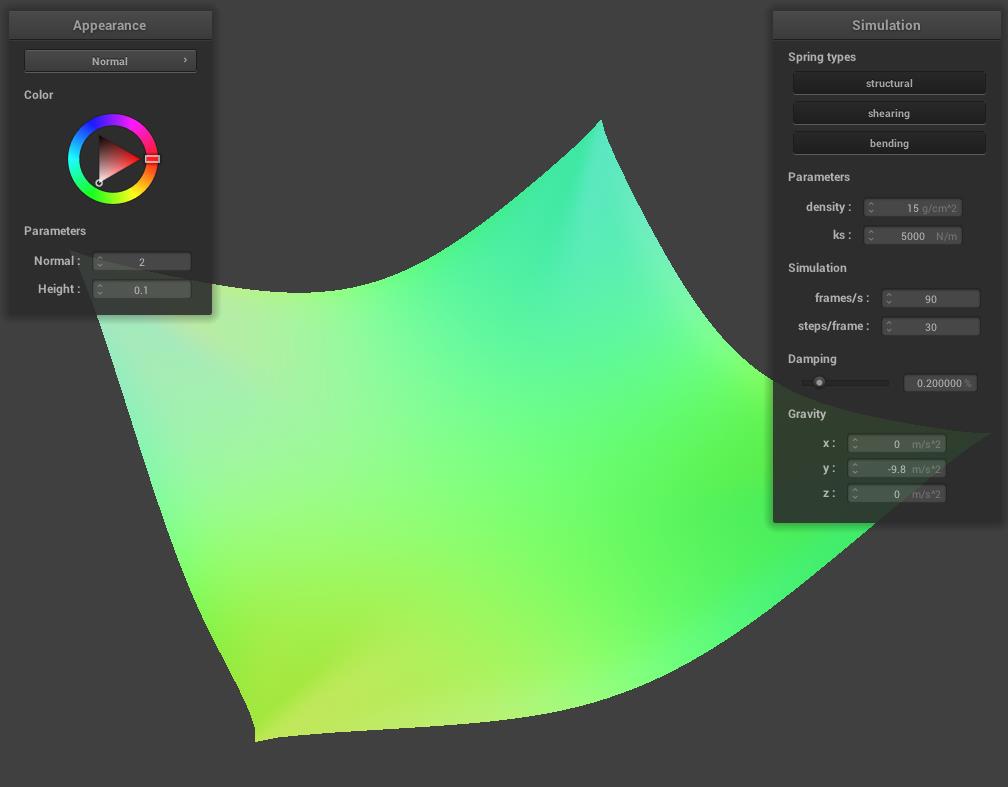 Appearance
Normal ›
Color
Parameters
Normal : 2
Height : 0.1
Simulation
Spring types
structural
shearing
bending
Parameters
density : 15 g/cm^2
ks : 5000 N/m
Simulation
frames/s : 90
steps/frame : 30
Damping
0.200000 %
Gravity
x : 0 m/s^2
y : -9.8 m/s^2
z : 0 m/s^2